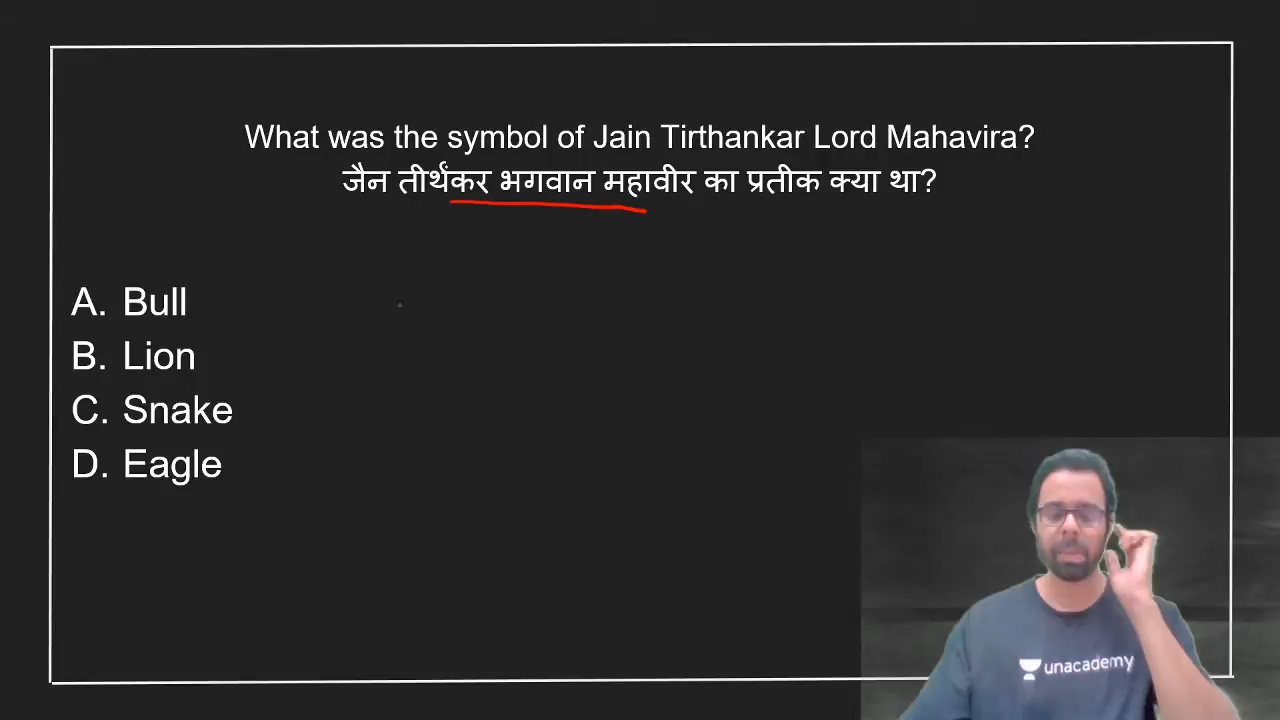 What was the symbol of Jain Tirthankar Lord Mahavira?
जैन तीर्थंकर भगवान महावीर का प्रतीक क्या था?
A. Bull
B. Lion
C. Snake
D. Eagle
unacademy